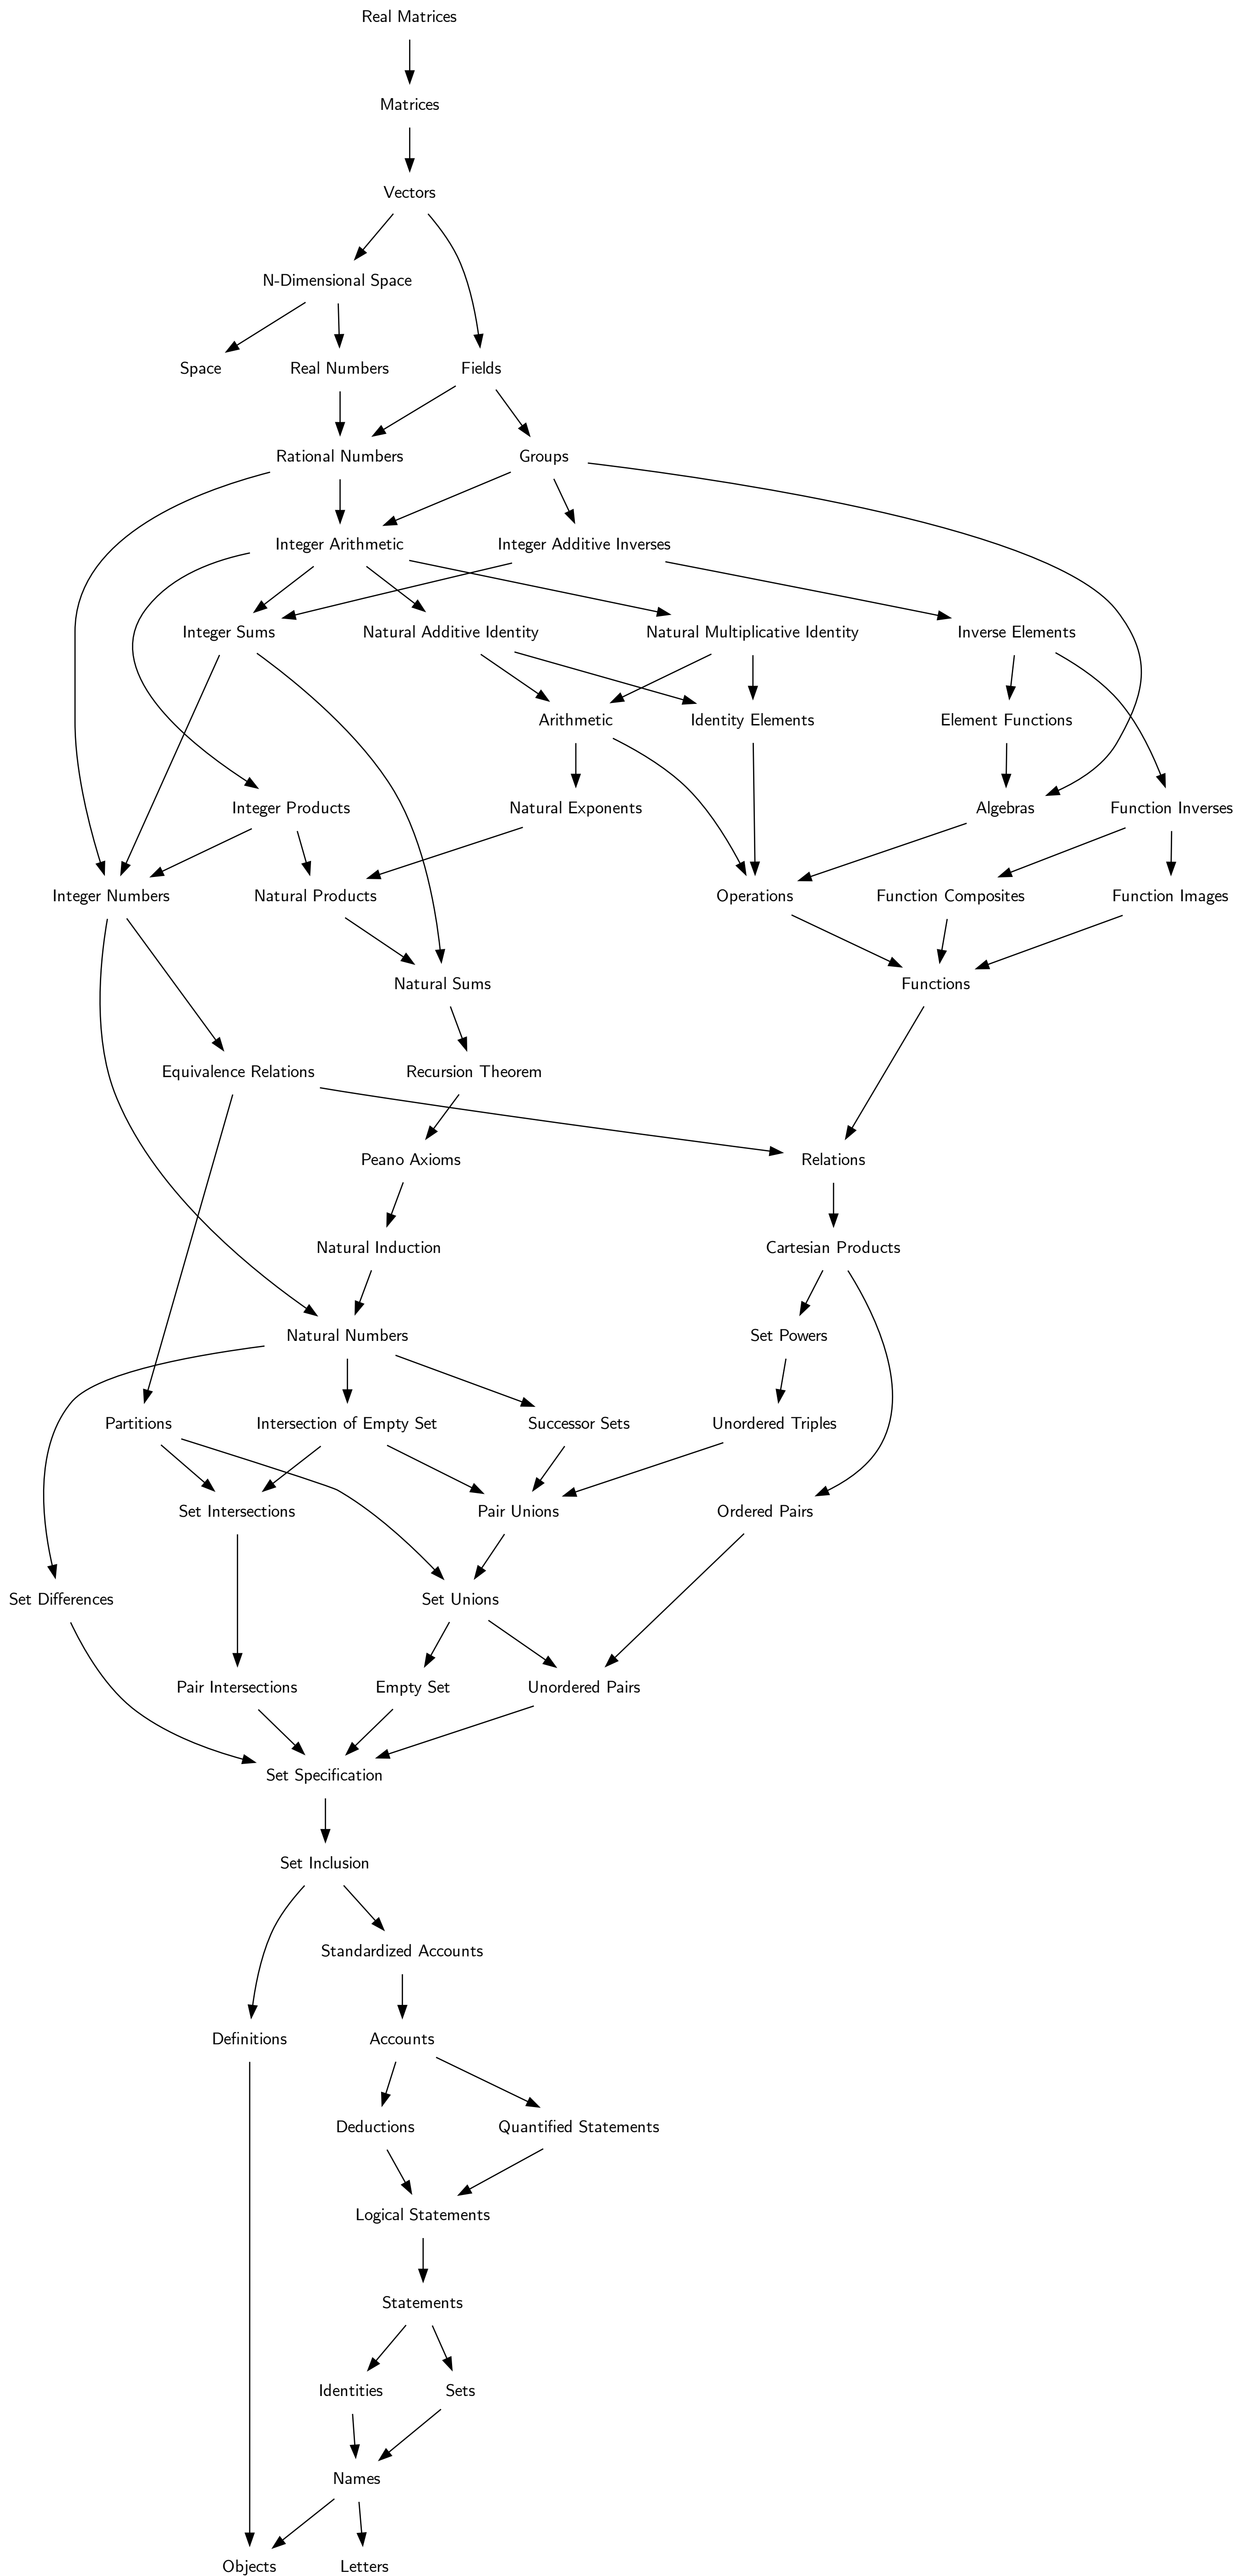 Real Matrices
Matrices
Vectors
N-Dimensional Space
Space
Real Numbers
Fields
Rational Numbers
Groups
Integer Arithmetic
Integer Additive Inverses
Integer Sums
Natural Additive Identity
Natural Multiplicative Identity
Inverse Elements
Arithmetic
Identity Elements
Element Functions
Integer Products
Natural Exponents
Algebras
Function Inverses
Integer Numbers
Natural Products
Operations
Function Composites
Function Images
Natural Sums
Functions
Equivalence Relations
Recursion Theorem
Peano Axioms
Relations
Natural Induction
Cartesian Products
Natural Numbers
Set Powers
Partitions
Intersection of Empty Set
Successor Sets
Unordered Triples
Set Intersections
Pair Unions
Ordered Pairs
Set Differences
Set Unions
Pair Intersections
Empty Set
Unordered Pairs
Set Specification
Set Inclusion
Standardized Accounts
Definitions
Accounts
Deductions
Quantified Statements
Logical Statements
Statements
Identities
Sets
Names
Objects
Letters